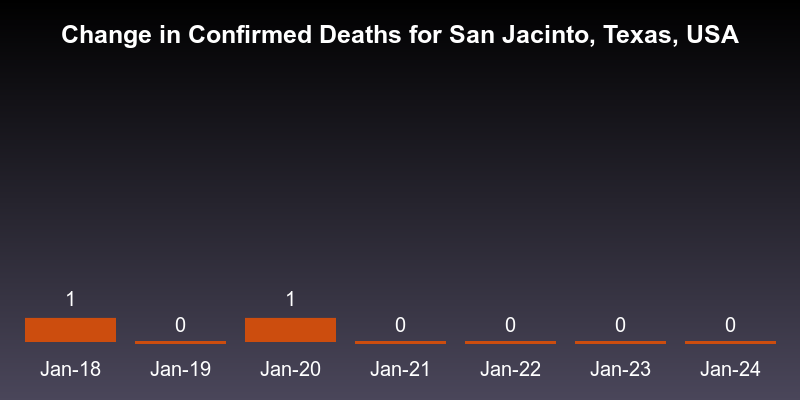 Change in Confirmed Deaths for San Jacinto, Texas, USA
1 0 1 0 0 0 0
Jan-18 Jan-19 Jan-20 Jan-21 Jan-22 Jan-23 Jan-24